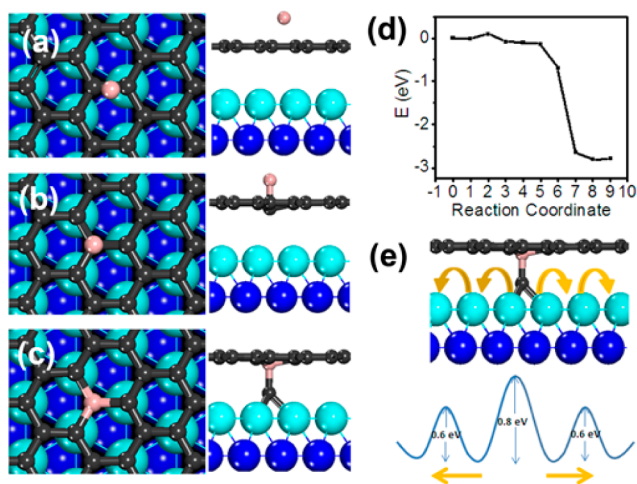 (a)
(b)
(c)
(d)
E (eV)
0
-1
-2
-3
-1 0 1 2 3 4 5 6 7 8 9 10
Reaction Coordinate
(e)
0.6 eV
0.8 eV
0.6 eV